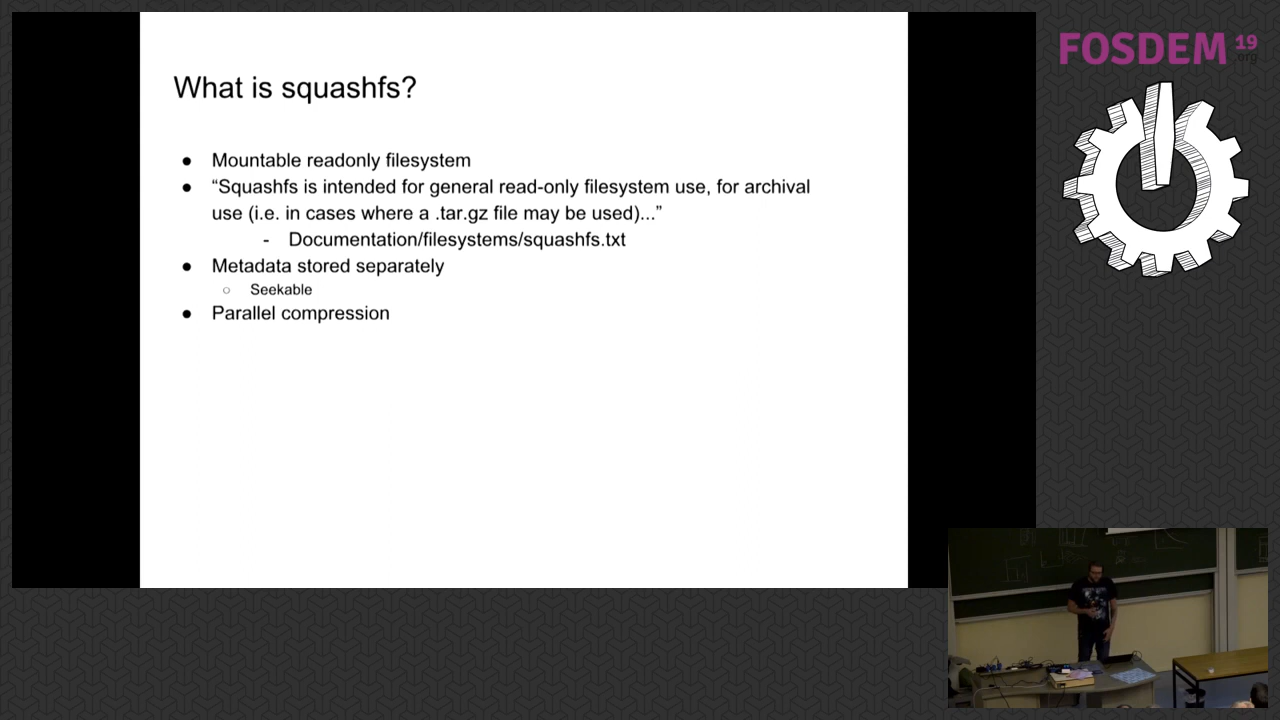 What is squashfs?
● Mountable readonly filesystem
● “Squashfs is intended for general read-only filesystem use, for archival
use (i.e. in cases where a .tar.gz file may be used)...”
- Documentation/filesystems/squashfs.txt
● Metadata stored separately
○ Seekable
● Parallel compression
FOSDEM 19
.org